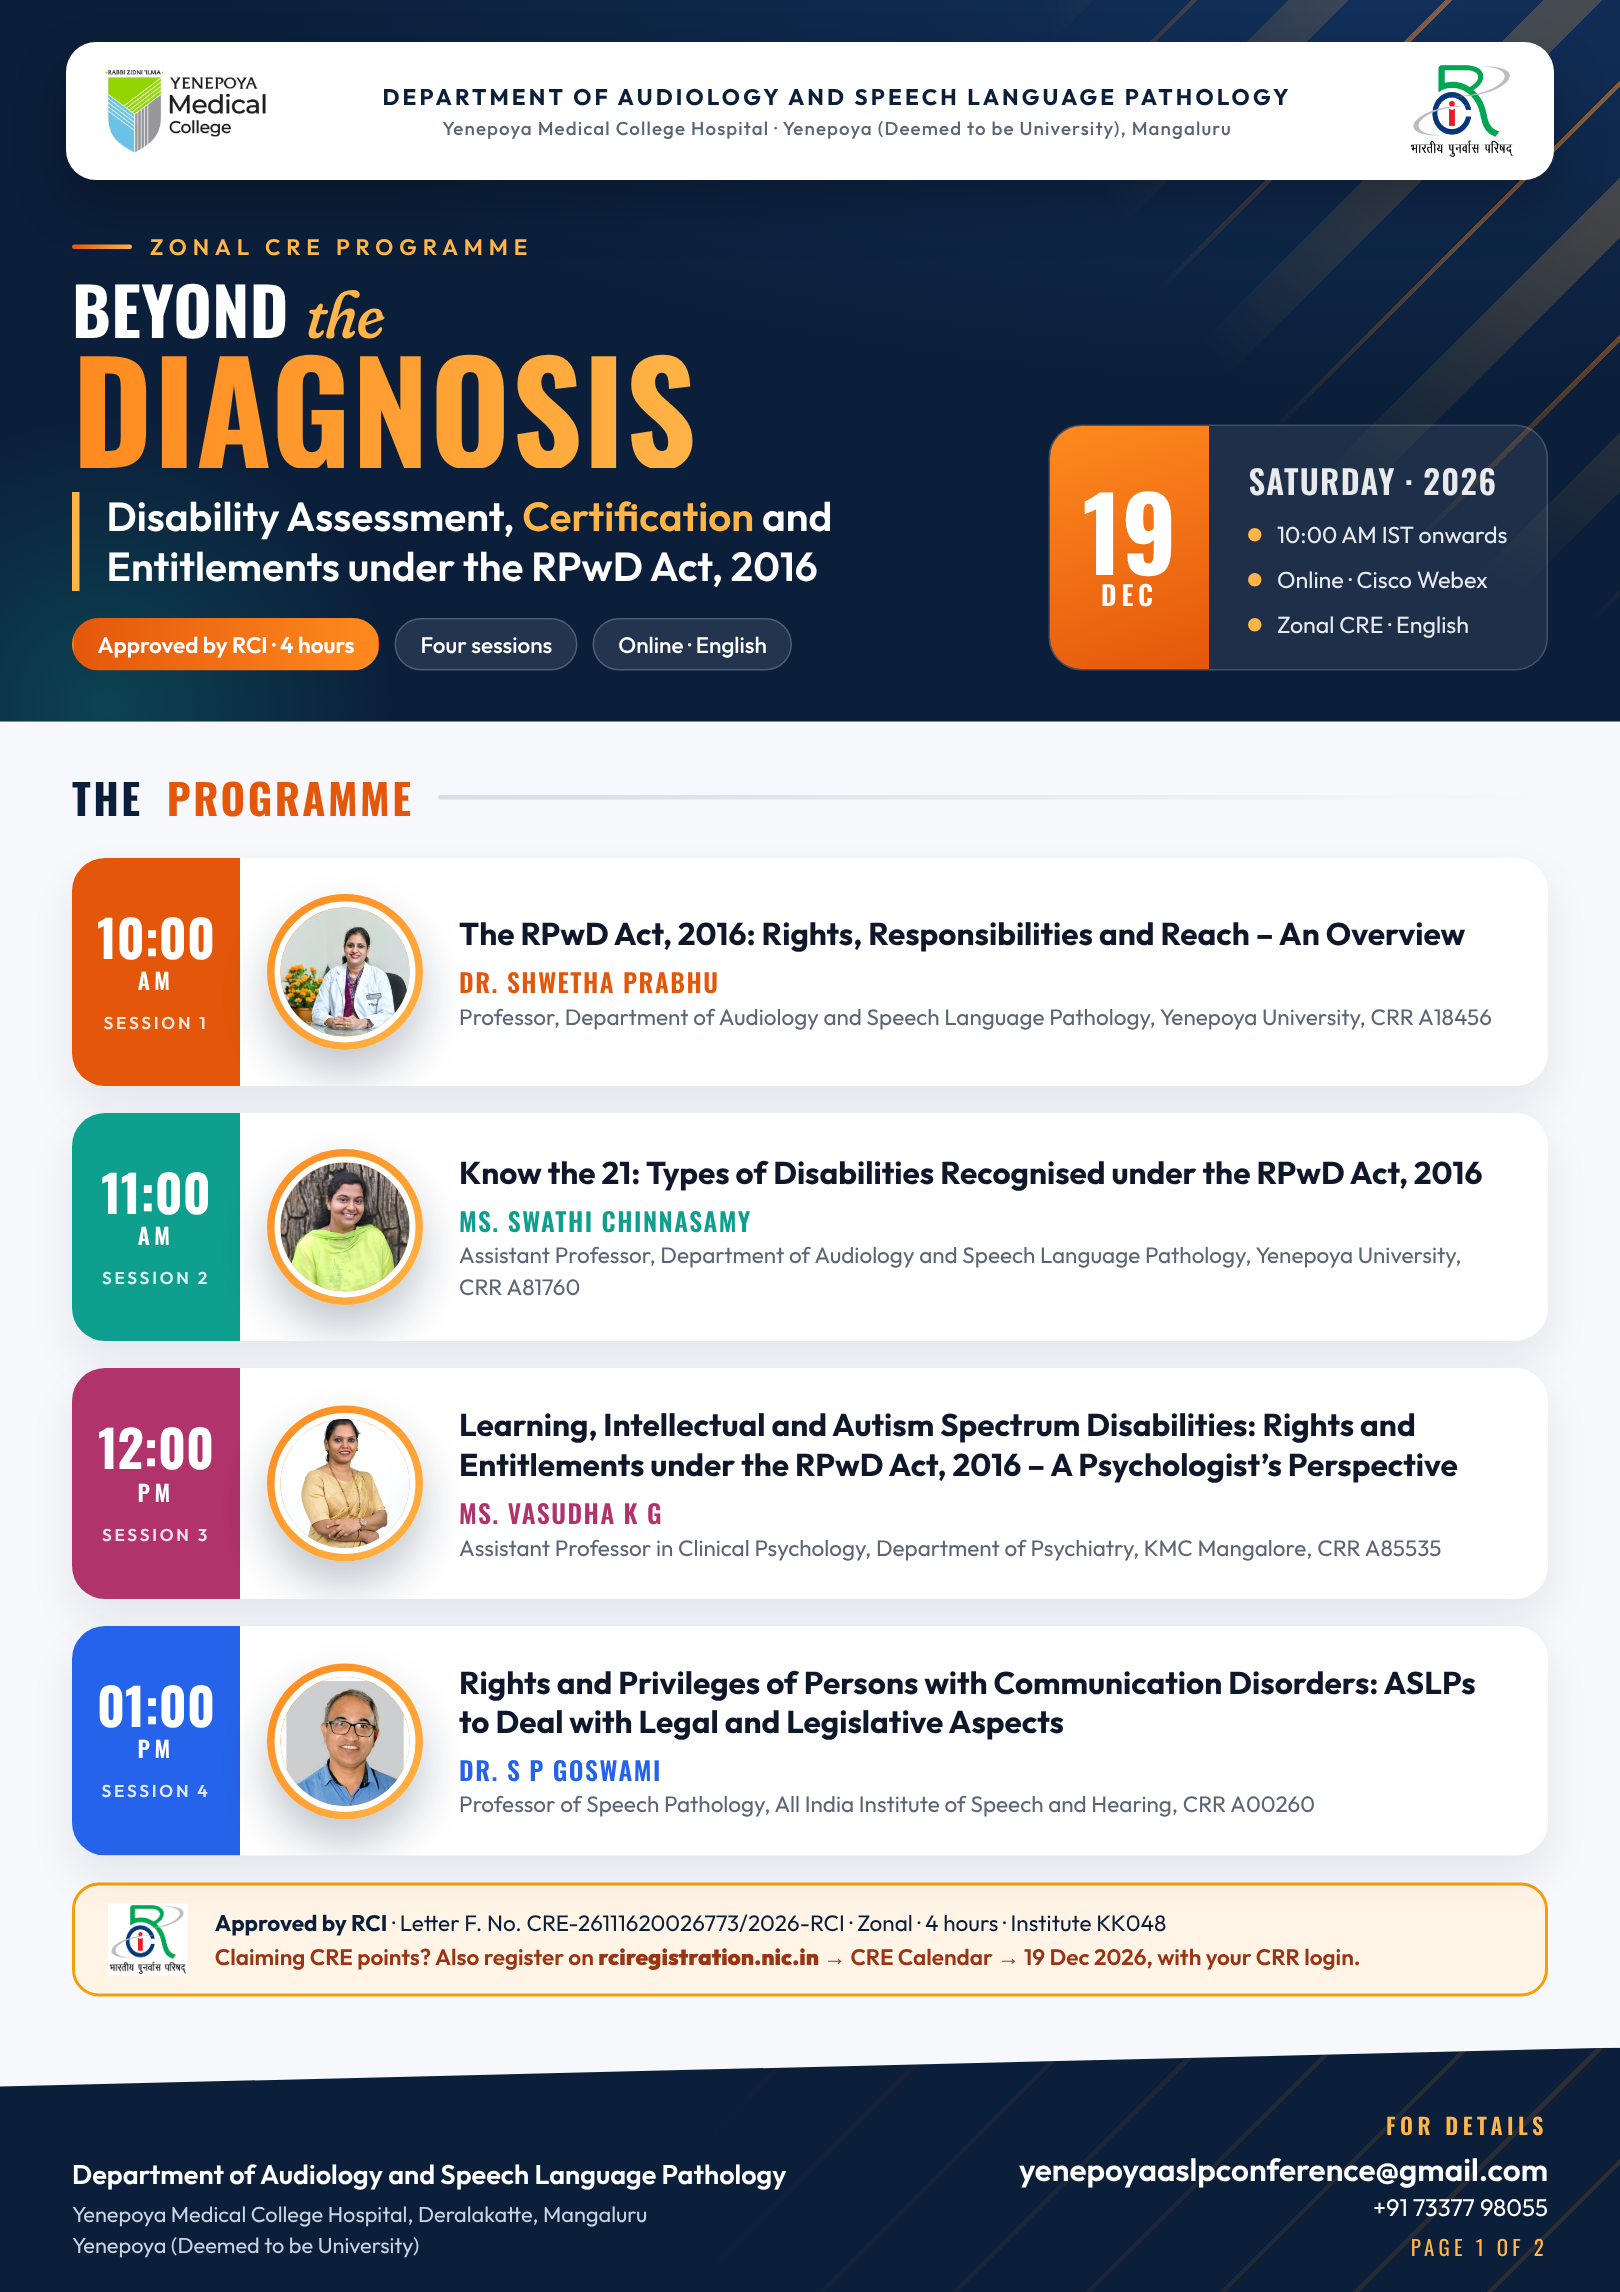 RABBI ZIDNI 'ILMA
YENEPOYA
Medical
College
DEPARTMENT OF AUDIOLOGY AND SPEECH LANGUAGE PATHOLOGY
Yenepoya Medical College Hospital · Yenepoya (Deemed to be University), Mangaluru
R
C
i
भारतीय पुनर्वास परिषद्
ZONAL CRE PROGRAMME
BEYOND the
DIAGNOSIS
Disability Assessment, Certification and
Entitlements under the RPwD Act, 2016
Approved by RCI · 4 hours
Four sessions
Online · English
19
DEC
SATURDAY · 2026
10:00 AM IST onwards
Online · Cisco Webex
Zonal CRE · English
THE PROGRAMME
10:00
AM
SESSION 1
The RPwD Act, 2016: Rights, Responsibilities and Reach – An Overview
DR. SHWETHA PRABHU
Professor, Department of Audiology and Speech Language Pathology, Yenepoya University, CRR A18456
11:00
AM
SESSION 2
Know the 21: Types of Disabilities Recognised under the RPwD Act, 2016
MS. SWATHI CHINNASAMY
Assistant Professor, Department of Audiology and Speech Language Pathology, Yenepoya University,
CRR A81760
12:00
PM
SESSION 3
Learning, Intellectual and Autism Spectrum Disabilities: Rights and
Entitlements under the RPwD Act, 2016 – A Psychologist’s Perspective
MS. VASUDHA K G
Assistant Professor in Clinical Psychology, Department of Psychiatry, KMC Mangalore, CRR A85535
01:00
PM
SESSION 4
Rights and Privileges of Persons with Communication Disorders: ASLPs
to Deal with Legal and Legislative Aspects
DR. S P GOSWAMI
Professor of Speech Pathology, All India Institute of Speech and Hearing, CRR A00260
R
C
i
भारतीय पुनर्वास परिषद्
Approved by RCI · Letter F. No. CRE-26111620026773/2026-RCI · Zonal · 4 hours · Institute KK048
Claiming CRE points? Also register on rciregistration.nic.in → CRE Calendar → 19 Dec 2026, with your CRR login.
Department of Audiology and Speech Language Pathology
Yenepoya Medical College Hospital, Deralakatte, Mangaluru
Yenepoya (Deemed to be University)
FOR DETAILS
yenepoyaaslpconference@gmail.com
+91 73377 98055
PAGE 1 OF 2